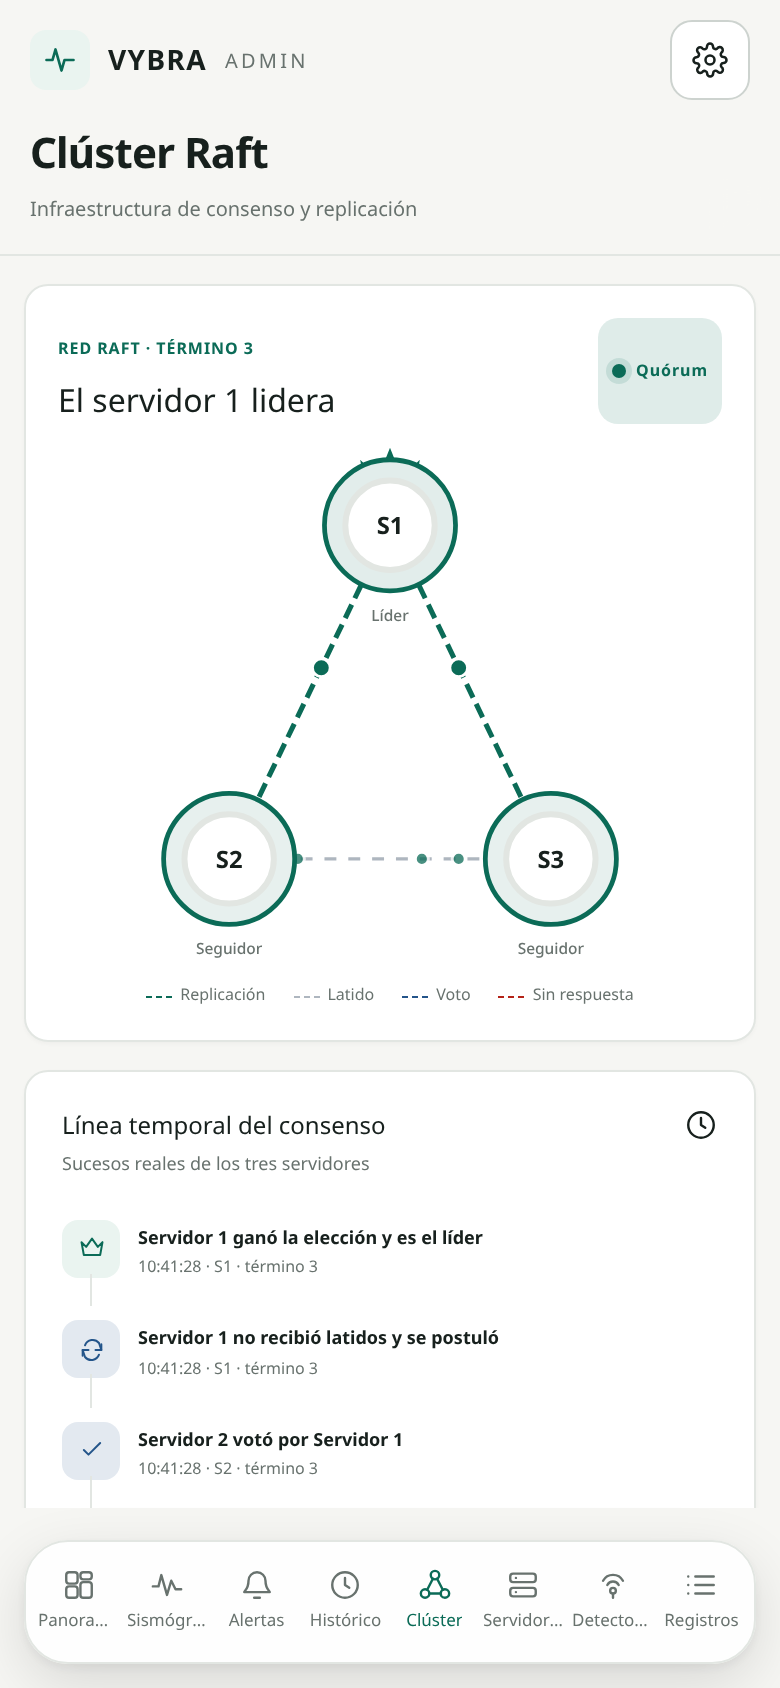 VYBRA ADMIN
Clúster Raft
Infraestructura de consenso y replicación
RED RAFT · TÉRMINO 3
El servidor 1 lidera
Quórum
S1
Líder
S2
S3
Seguidor
Seguidor
Replicación
Latido
Voto
Sin respuesta
Línea temporal del consenso
Sucesos reales de los tres servidores
Servidor 1 ganó la elección y es el líder
10:41:28 · S1 · término 3
Servidor 1 no recibió latidos y se postuló
10:41:28 · S1 · término 3
Servidor 2 votó por Servidor 1
10:41:28 · S2 · término 3
Panora...
Sismógr...
Alertas
Histórico
Clúster
Servidor...
Detecto...
Registros